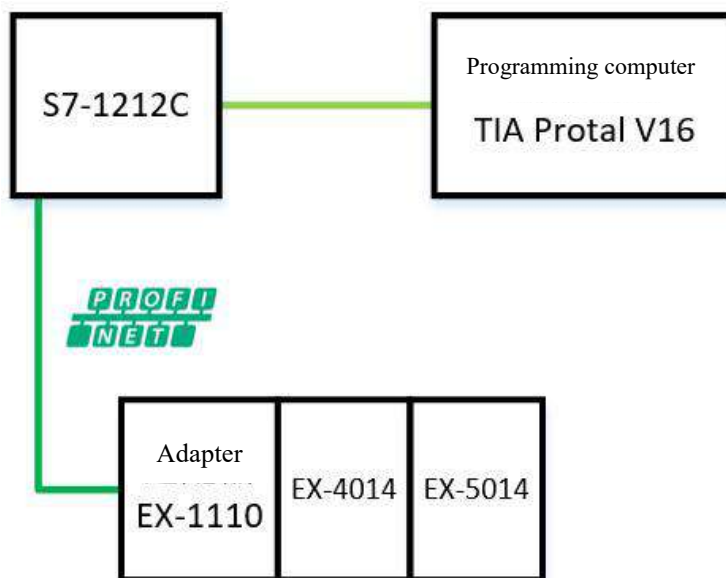 S7-1212C
Programming computer
TIA Protal V16
PROFI
NET
Adapter
EX-1110
EX-4014
EX-5014